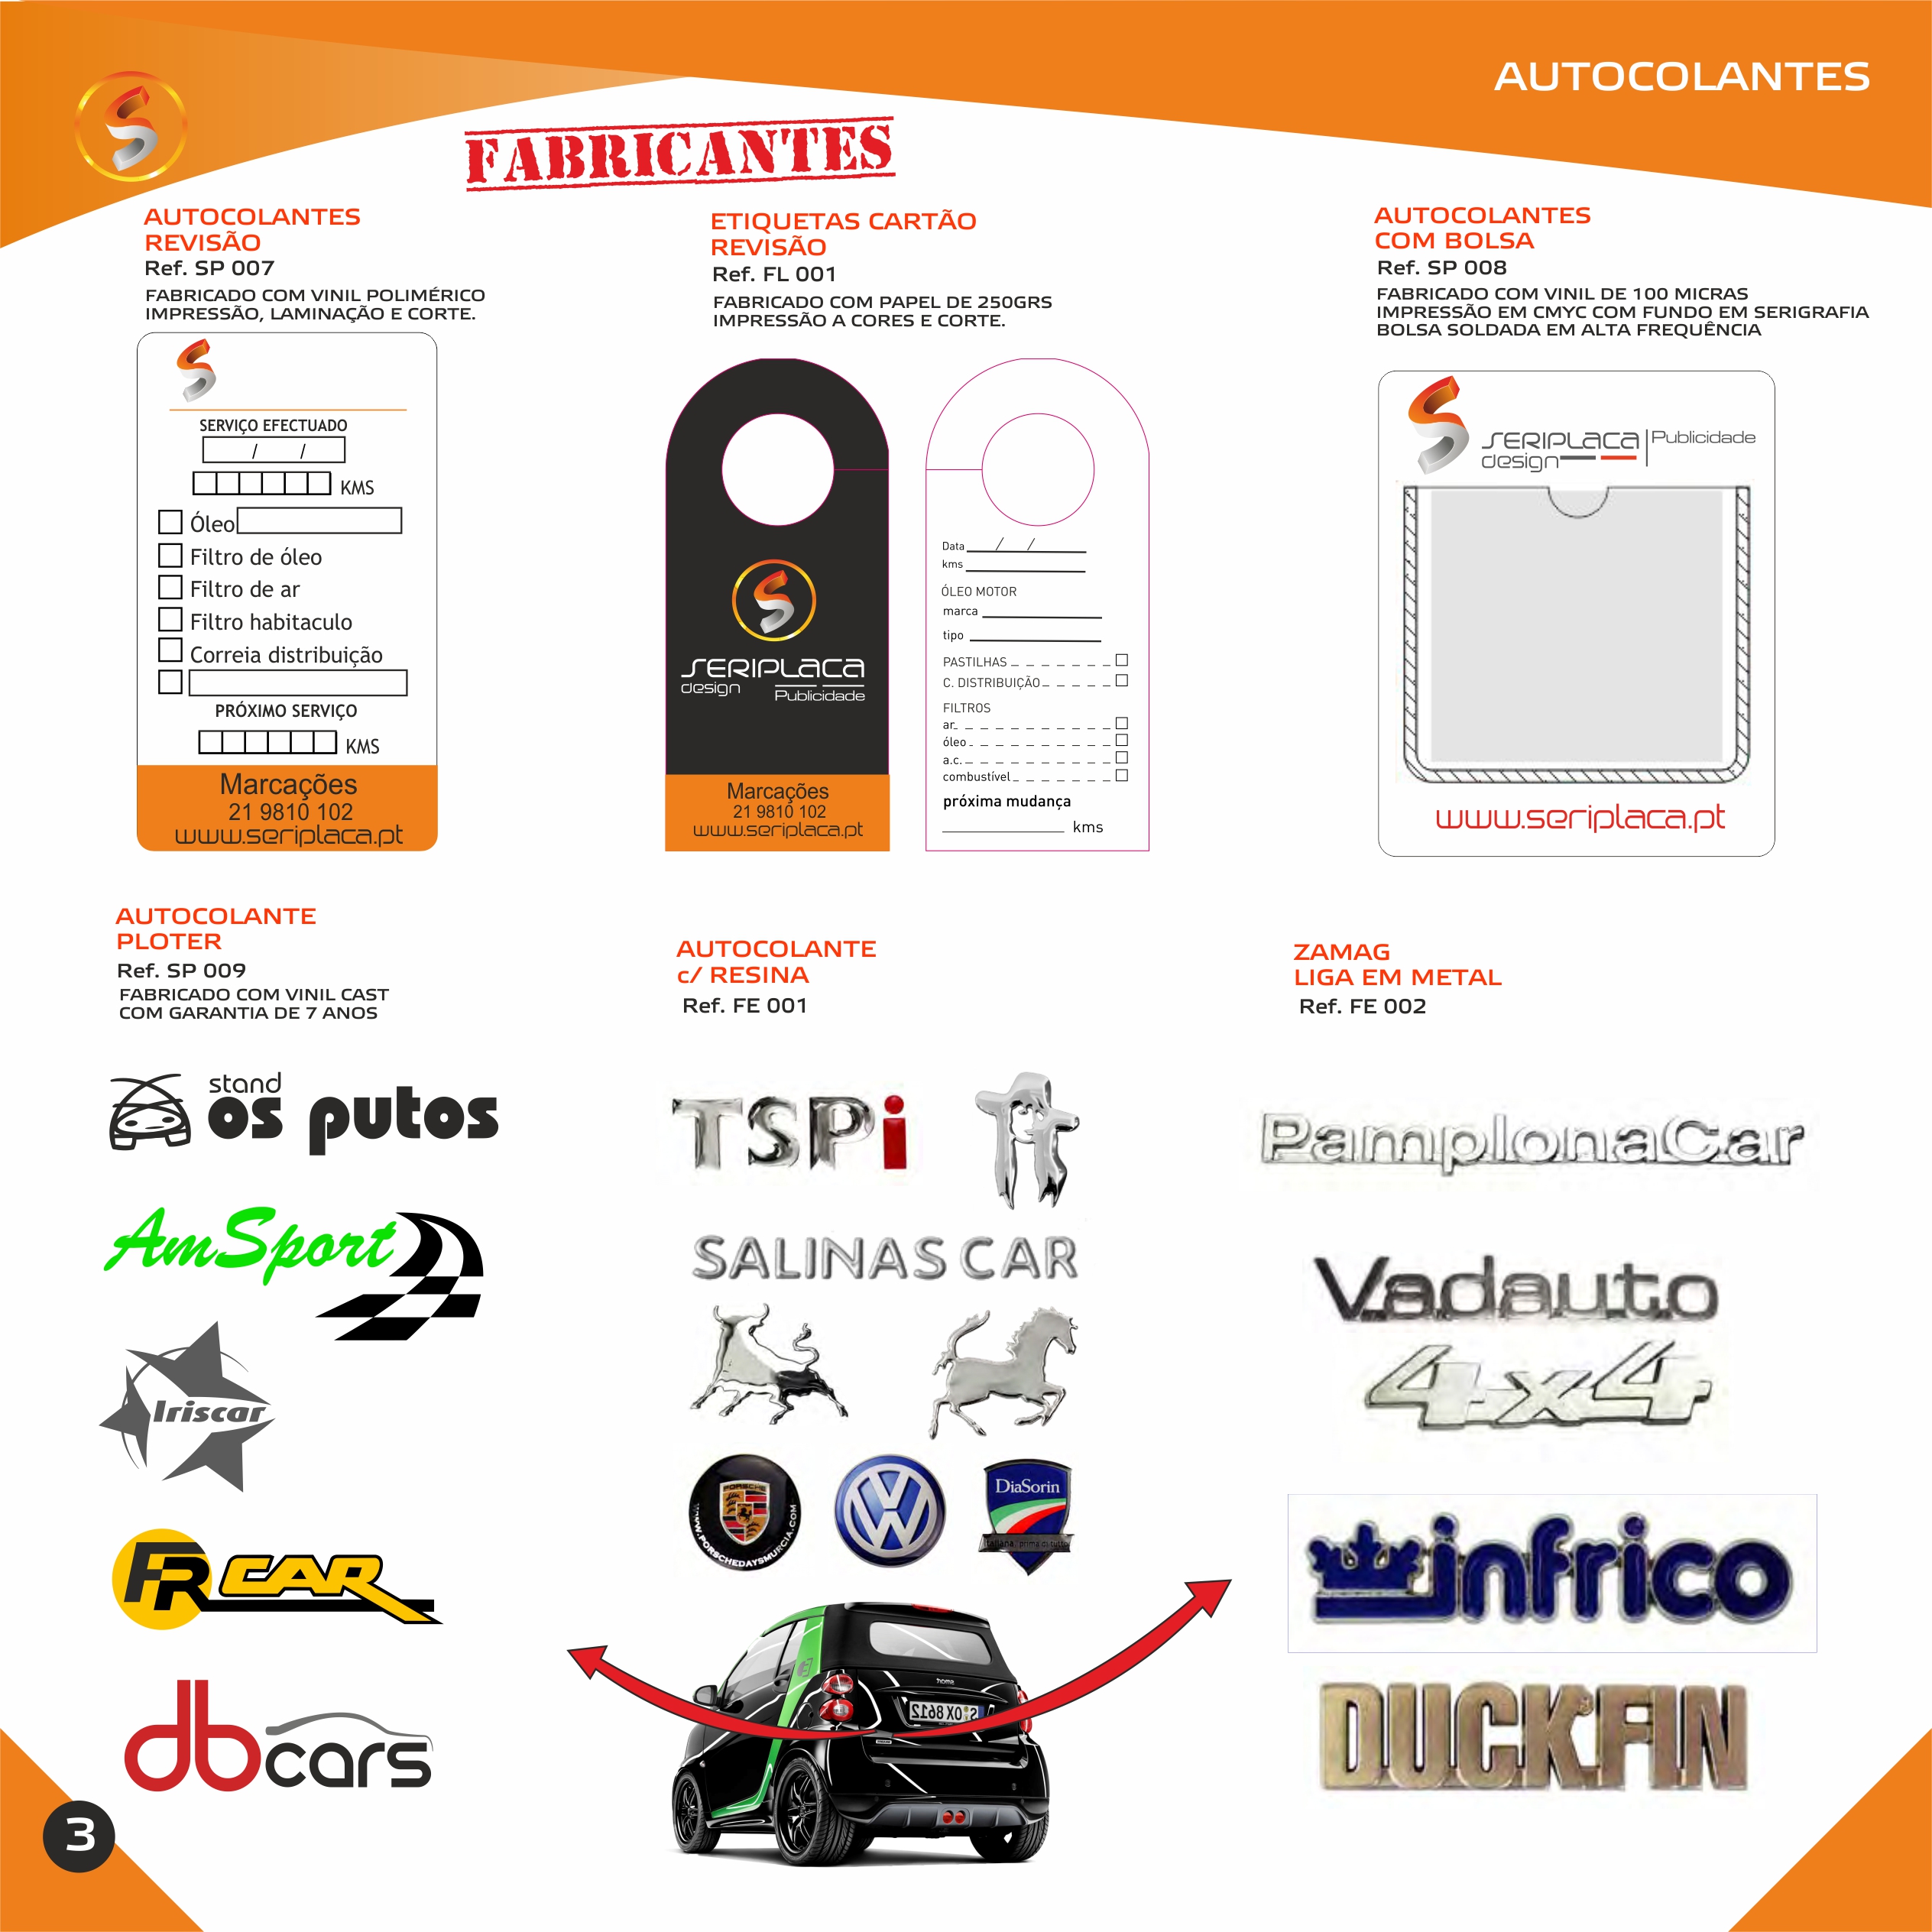 AUTOCOLANTES
FABRICANTES
AUTOCOLANTES
REVISÃO
Ref. SP 007
FABRICADO COM VINIL POLIMÉRICO
IMPRESSÃO, LAMINAÇÃO E CORTE.
SERVIÇO EFECTUADO
/ /
KMS
Óleo
Filtro de óleo
Filtro de ar
Filtro habitaculo
Correia distribuição
PRÓXIMO SERVIÇO
KMS
Marcações
21 9810 102
www.seriplaca.pt
ETIQUETAS CARTÃO
REVISÃO
Ref. FL 001
FABRICADO COM PAPEL DE 250GRS
IMPRESSÃO A CORES E CORTE.
SERIPLACA
design Publicidade
Marcações
21 9810 102
www.seriplaca.pt
Data / /
kms
ÓLEO MOTOR
marca
tipo
PASTILHAS
C. DISTRIBUIÇÃO
FILTROS
ar
óleo
a.c.
combustível
próxima mudança
kms
AUTOCOLANTES
COM BOLSA
Ref. SP 008
FABRICADO COM VINIL DE 100 MICRAS
IMPRESSÃO EM CMYC COM FUNDO EM SERIGRAFIA
BOLSA SOLDADA EM ALTA FREQUÊNCIA
SERIPLACA Publicidade
design
www.seriplaca.pt
AUTOCOLANTE
PLOTER
Ref. SP 009
FABRICADO COM VINIL CAST
COM GARANTIA DE 7 ANOS
stand
os putos
AmSport
Iriscar
FR CAR
db cars
AUTOCOLANTE
c/ RESINA
Ref. FE 001
TSPi
SALINAS CAR
PORSCHE
WWW.PORSCHEDAYSMURCIA.COM
VW
DiaSorin
ZAMAG
LIGA EM METAL
Ref. FE 002
PamplonaCar
Vadauto
4x4
infrico
DUCKFIN
3